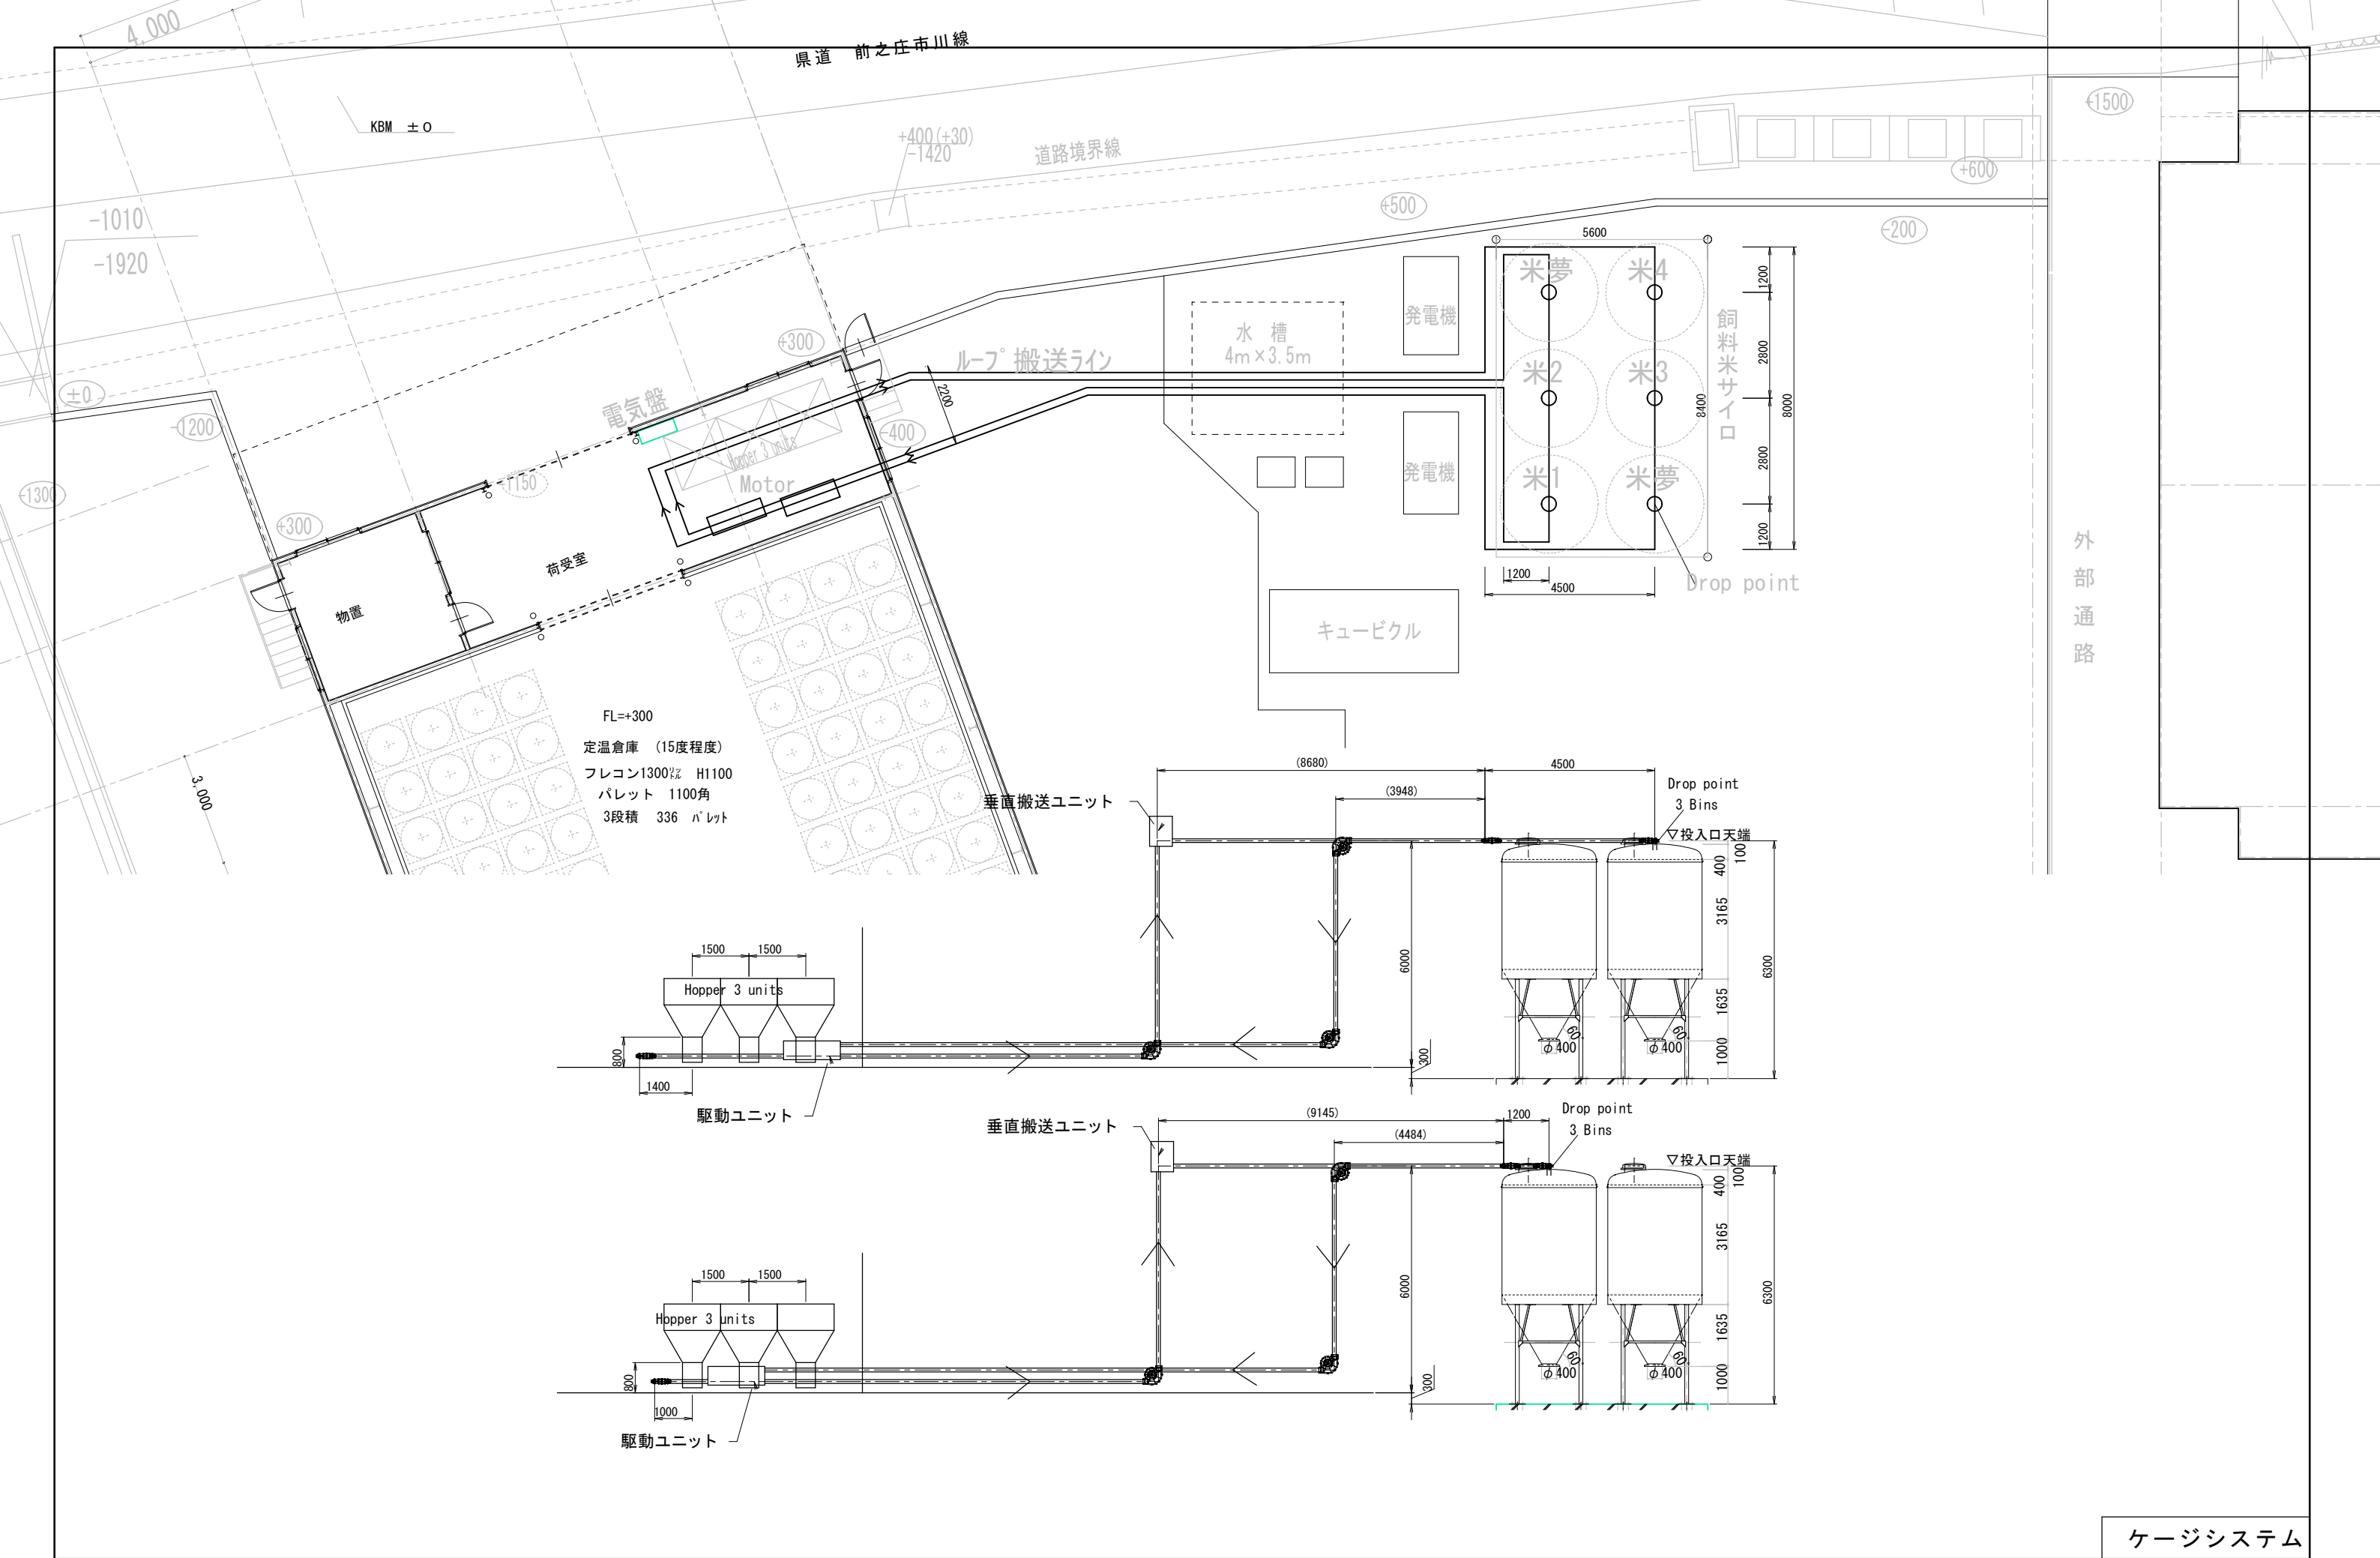 4,000
県道　前之庄市川線
KBM　±0
+1500
+400(+30)
-1420
道路境界線
+600
-1010
-1920
+500
-200
5600
米夢
米4
1200
発電機
水　槽
4m×3.5m
飼料米サイロ
+300
ループ搬送ライン
2800
米2
米3
±0
電気盤
2200
8400
8000
-1200
-400
Hopper 3 units
発電機
2800
米1
米夢
Motor
-1300
+150
+300
1200
外部通路
荷受室
1200
4500
Drop point
物置
キュービクル
FL=+300
定温倉庫　(15度程度)
フレコン1300㍑　H1100
パレット　1100角
3段積　336　パレット
3,000
(8680)
4500
Drop point
3 Bins
(3948)
垂直搬送ユニット
▽投入口天端
100
400
3165
6000
6300
1500
1500
Hopper 3 units
1635
60°
60°
800
φ400
φ400
300
1000
1400
駆動ユニット
垂直搬送ユニット
(9145)
1200
Drop point
3 Bins
(4484)
▽投入口天端
100
400
3165
6000
6300
1500
1500
Hopper 3 units
1635
60°
60°
800
φ400
φ400
300
1000
1000
駆動ユニット
ケージシステム